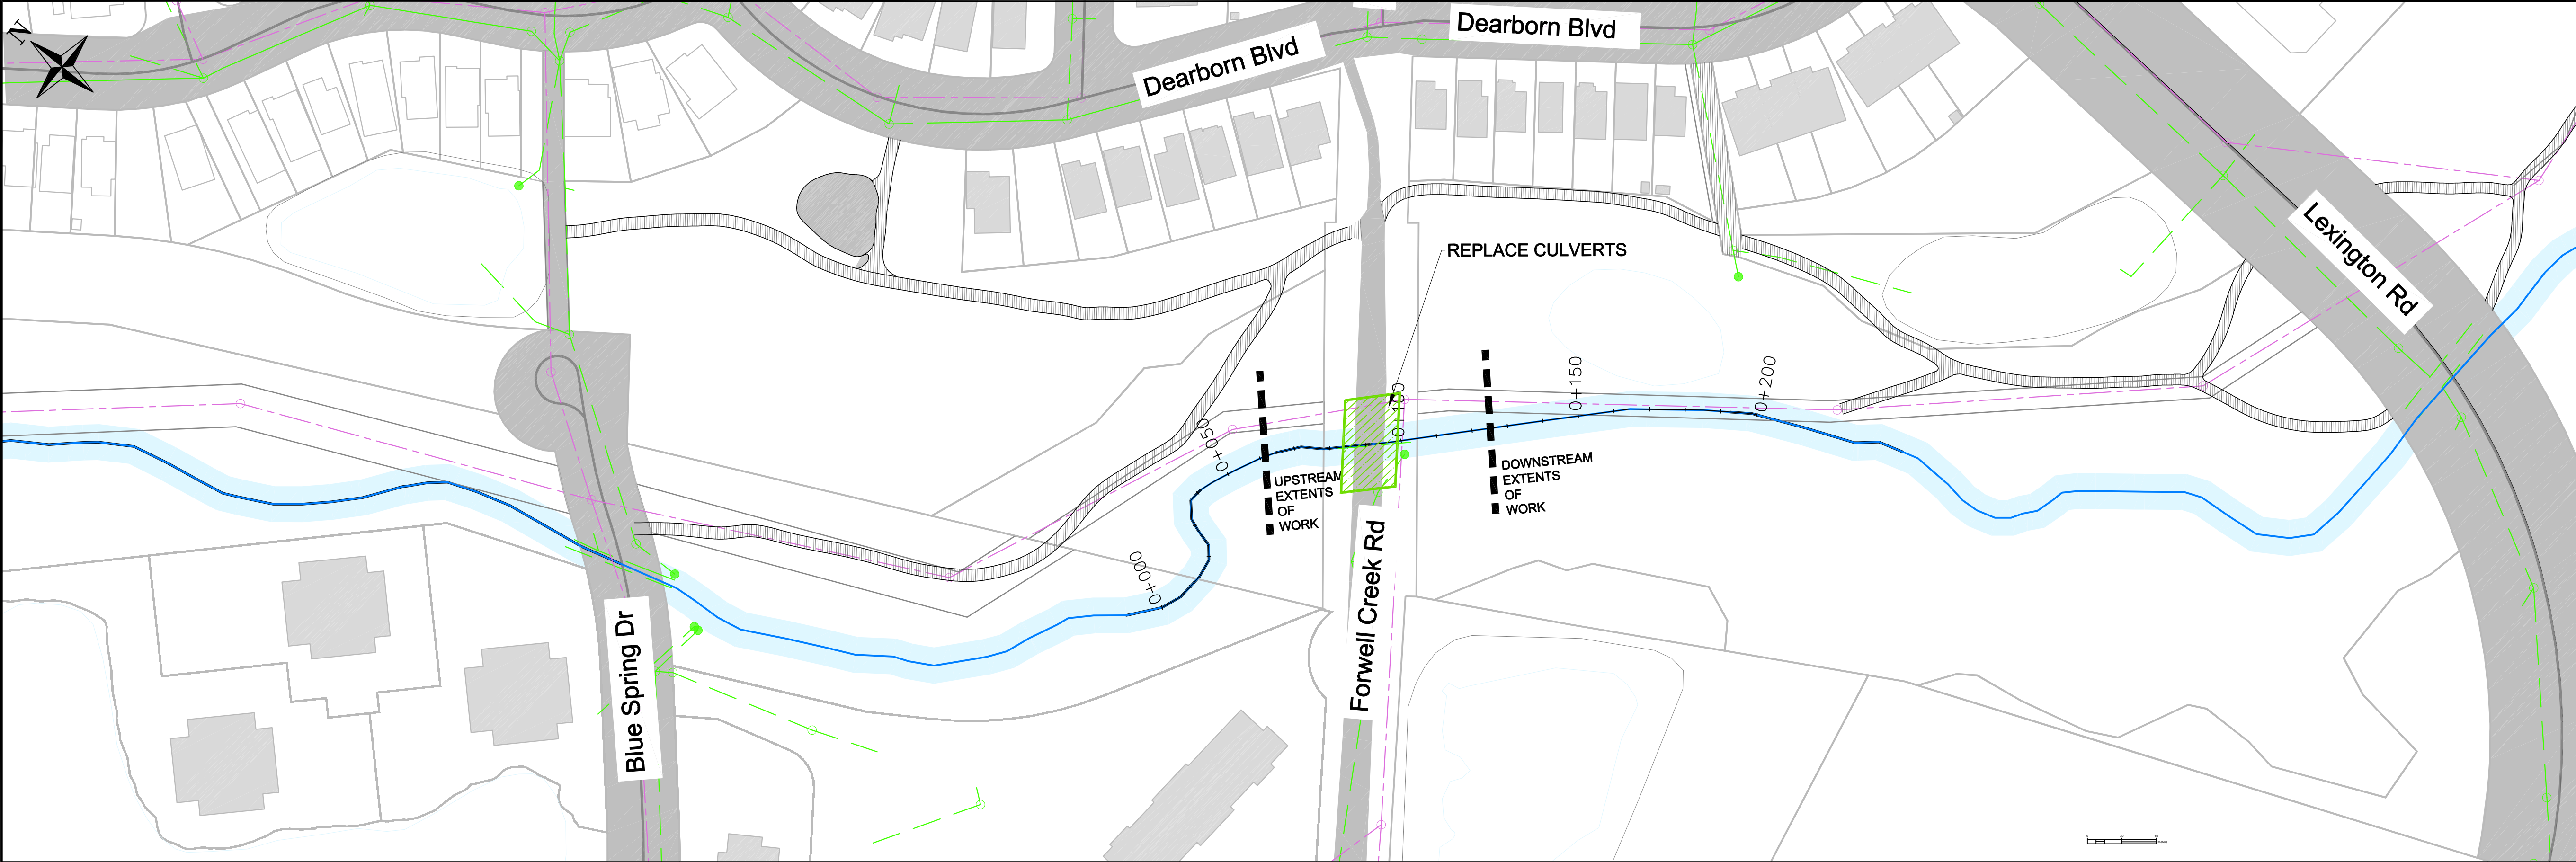 N
Dearborn Blvd
Dearborn Blvd
Lexington Rd
REPLACE CULVERTS
0+000
0+050
0+100
0+150
0+200
UPSTREAM
EXTENTS
OF
WORK
DOWNSTREAM
EXTENTS
OF
WORK
Forwell Creek Rd
Blue Spring Dr